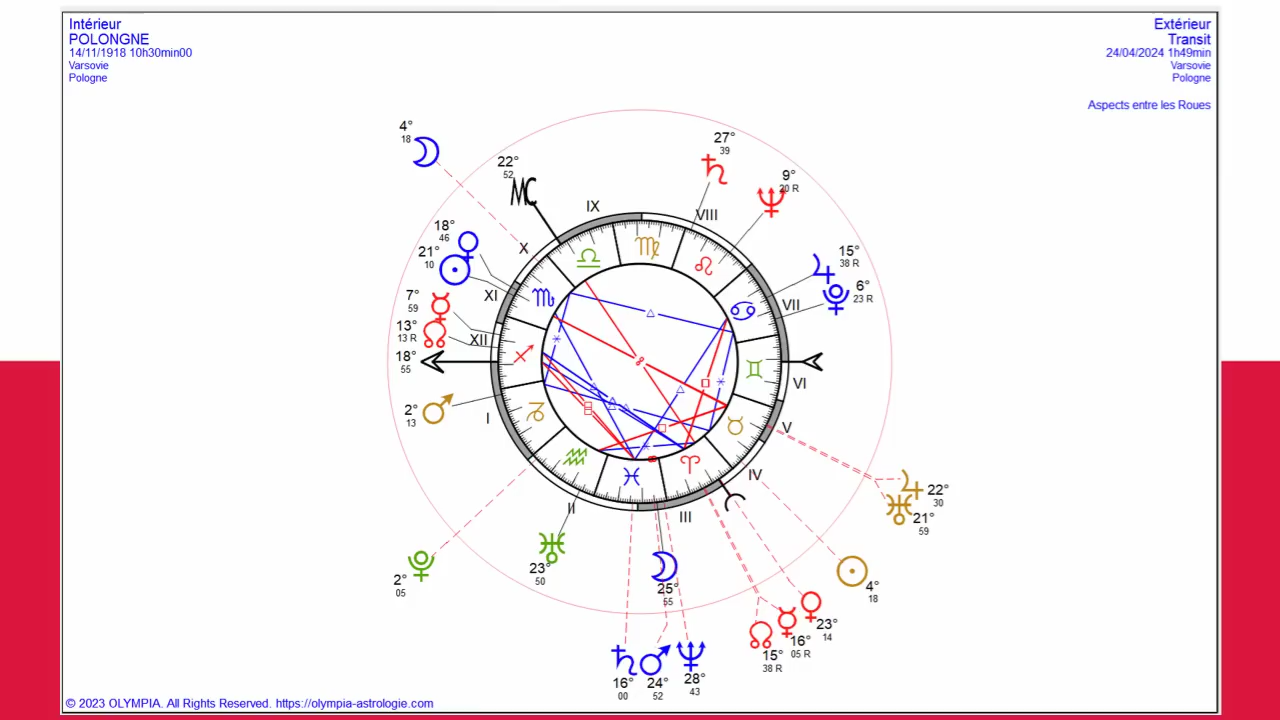 Intérieur
POLONGNE
14/11/1918 10h30min00
Varsovie
Pologne
Extérieur
Transit
24/04/2024 1h49min
Varsovie
Pologne
Aspects entre les Roues
4°
18
22°
52
MC
27°
39
9°
20 R
IX
VIII
X
18°
46
21°
10
15°
38 R
6°
23 R
XI
VII
7°
59
13°
13 R
XII
18°
55
VI
2°
13
I
V
IV
22°
30
21°
59
II
III
2°
05
23°
50
25°
55
4°
18
23°
14
16°
05 R
15°
38 R
16°
00
24°
52
28°
43
© 2023 OLYMPIA. All Rights Reserved. https://olympia-astrologie.com